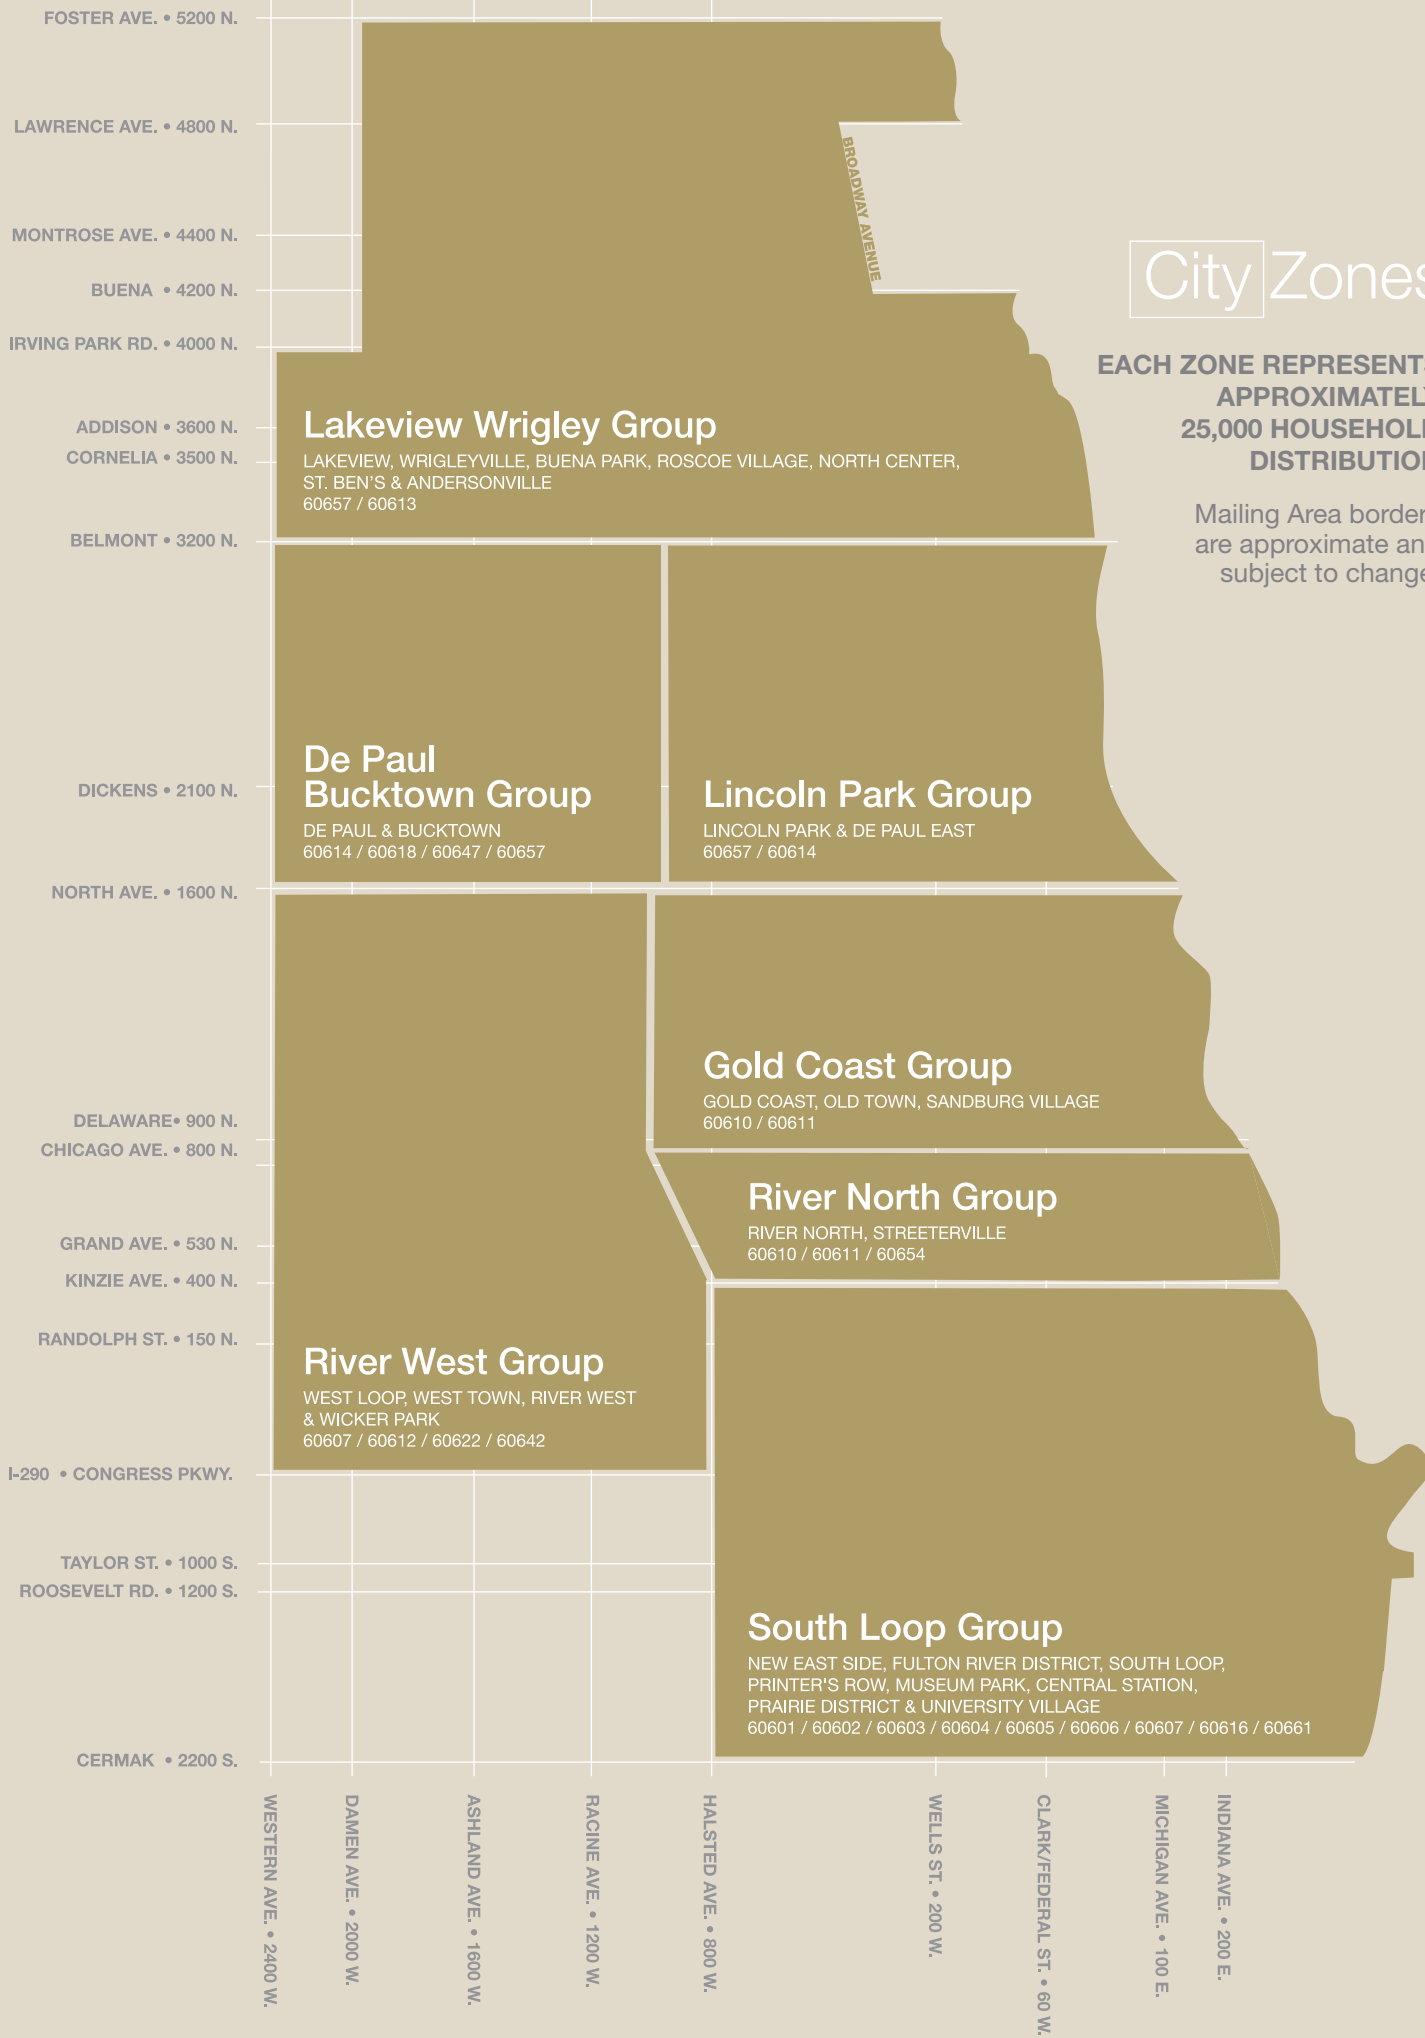 FOSTER AVE. • 5200 N.
LAWRENCE AVE. • 4800 N.
BROADWAY AVENUE
MONTROSE AVE. • 4400 N.
BUENA • 4200 N.
IRVING PARK RD. • 4000 N.
ADDISON • 3600 N.
CORNELIA • 3500 N.
BELMONT • 3200 N.
DICKENS • 2100 N.
NORTH AVE. • 1600 N.
DELAWARE• 900 N.
CHICAGO AVE. • 800 N.
GRAND AVE. • 530 N.
KINZIE AVE. • 400 N.
RANDOLPH ST. • 150 N.
I-290 • CONGRESS PKWY.
TAYLOR ST. • 1000 S.
ROOSEVELT RD. • 1200 S.
CERMAK • 2200 S.
City Zones
EACH ZONE REPRESENTS
APPROXIMATEL
25,000 HOUSEHOL
DISTRIBUTIO
Mailing Area border
are approximate an
subject to change
Lakeview Wrigley Group
LAKEVIEW, WRIGLEYVILLE, BUENA PARK, ROSCOE VILLAGE, NORTH CENTER,
ST. BEN'S & ANDERSONVILLE
60657 / 60613
De Paul
Bucktown Group
DE PAUL & BUCKTOWN
60614 / 60618 / 60647 / 60657
Lincoln Park Group
LINCOLN PARK & DE PAUL EAST
60657 / 60614
Gold Coast Group
GOLD COAST, OLD TOWN, SANDBURG VILLAGE
60610 / 60611
River North Group
RIVER NORTH, STREETERVILLE
60610 / 60611 / 60654
River West Group
WEST LOOP, WEST TOWN, RIVER WEST
& WICKER PARK
60607 / 60612 / 60622 / 60642
South Loop Group
NEW EAST SIDE, FULTON RIVER DISTRICT, SOUTH LOOP,
PRINTER'S ROW, MUSEUM PARK, CENTRAL STATION,
PRAIRIE DISTRICT & UNIVERSITY VILLAGE
60601 / 60602 / 60603 / 60604 / 60605 / 60606 / 60607 / 60616 / 60661
WESTERN AVE. • 2400 W.
DAMEN AVE. • 2000 W.
ASHLAND AVE. • 1600 W.
RACINE AVE. • 1200 W.
HALSTED AVE. • 800 W.
WELLS ST. • 200 W.
CLARK/FEDERAL ST. • 60 W.
MICHIGAN AVE. • 100 E.
INDIANA AVE. • 200 E.